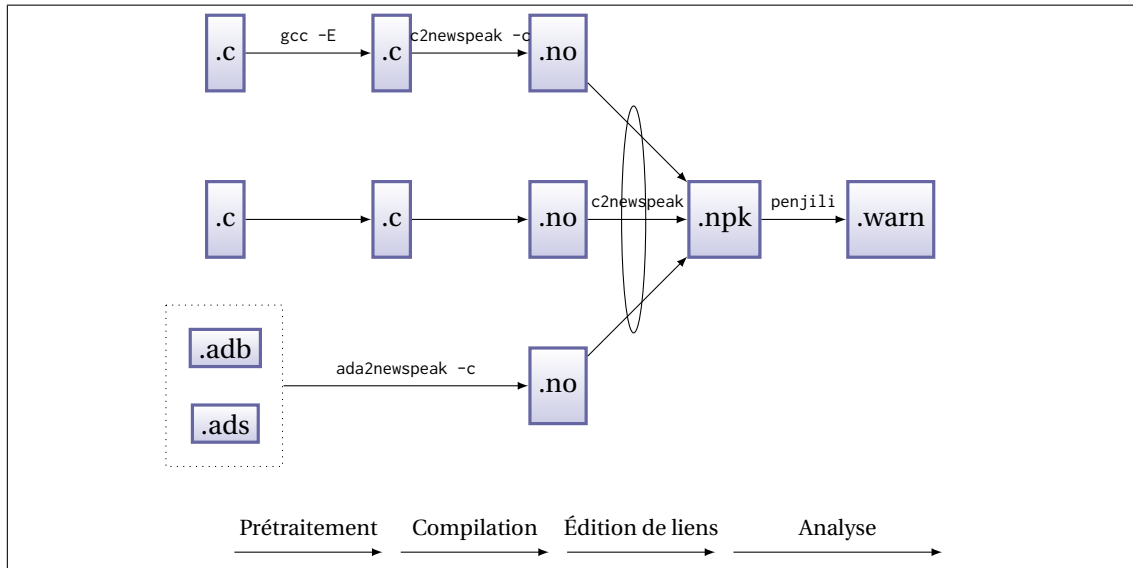 .c gcc -E .c c2newspeak -c .no
.c .c .no c2newspeak .npk penjili .warn
.adb
ada2newspeak -c .no
.ads
Prétraitement Compilation Édition de liens Analyse